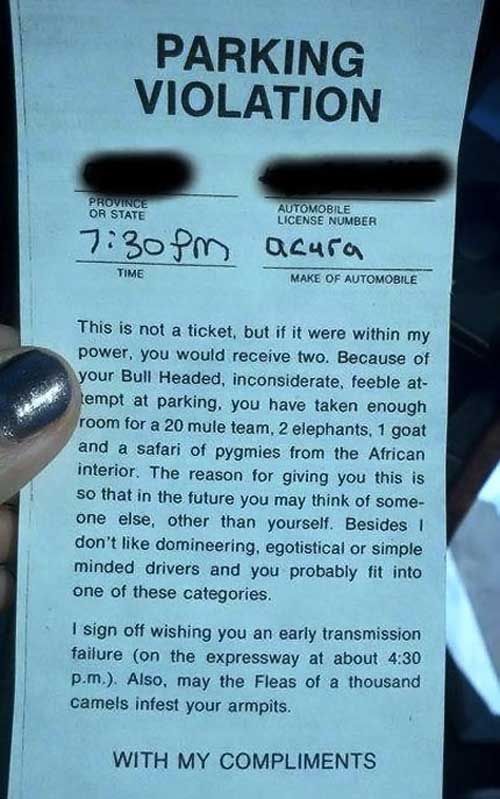 PARKING
VIOLATION
PROVINCE
OR STATE
AUTOMOBILE
LICENSE NUMBER
7:30 pm acura
TIME
MAKE OF AUTOMOBILE
This is not a ticket, but if it were within my
power, you would receive two. Because of
your Bull Headed, inconsiderate, feeble at-
tempt at parking, you have taken enough
room for a 20 mule team, 2 elephants, 1 goat
and a safari of pygmies from the African
interior. The reason for giving you this is
so that in the future you may think of some-
one else, other than yourself. Besides I
don't like domineering, egotistical or simple
minded drivers and you probably fit into
one of these categories.
I sign off wishing you an early transmission
failure (on the expressway at about 4:30
p.m.). Also, may the Fleas of a thousand
camels infest your armpits.
WITH MY COMPLIMENTS